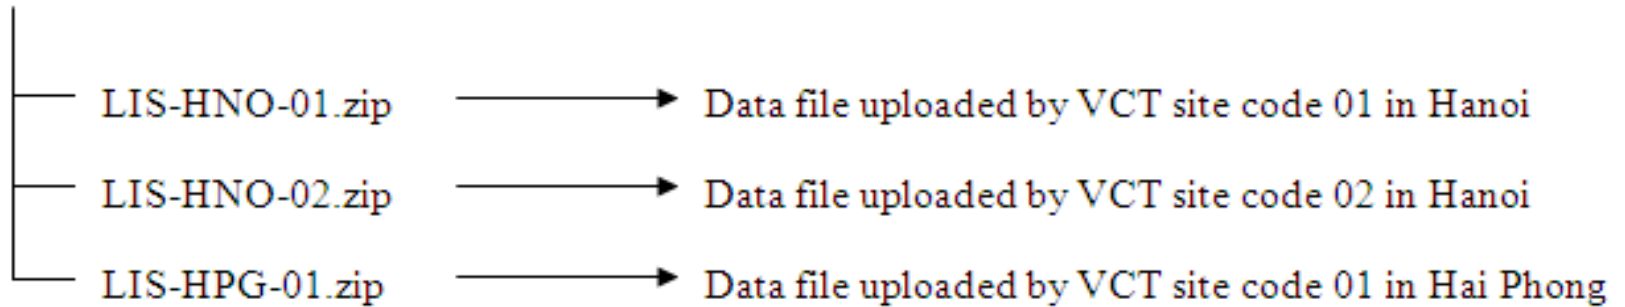 LIS-HNO-01.zip Data file uploaded by VCT site code 01 in Hanoi
LIS-HNO-02.zip Data file uploaded by VCT site code 02 in Hanoi
LIS-HPG-01.zip Data file uploaded by VCT site code 01 in Hai Phong